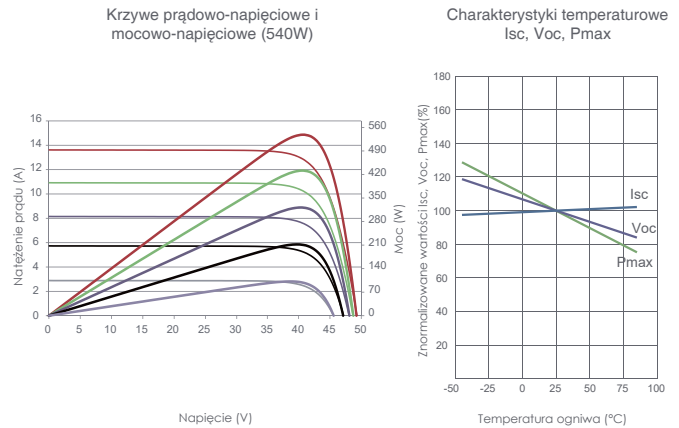 Krzywe prądowo-napięciowe i
mocowo-napięciowe (540W)
Natężenie prądu (A)
16
14
12
10
8
6
4
2
0
0 5 10 15 20 25 30 35 40 45 50
560
490
420
350
280
210
140
70
0
Moc (W)
Napięcie (V)
Charakterystyki temperaturowe
Isc, Voc, Pmax
Znormalizowane wartości Isc, Voc, Pmax(%)
180
160
140
120
100
80
60
40
20
Isc
Voc
Pmax
-50 -25 0 25 50 75 100
Temperatura ogniwa (°C)